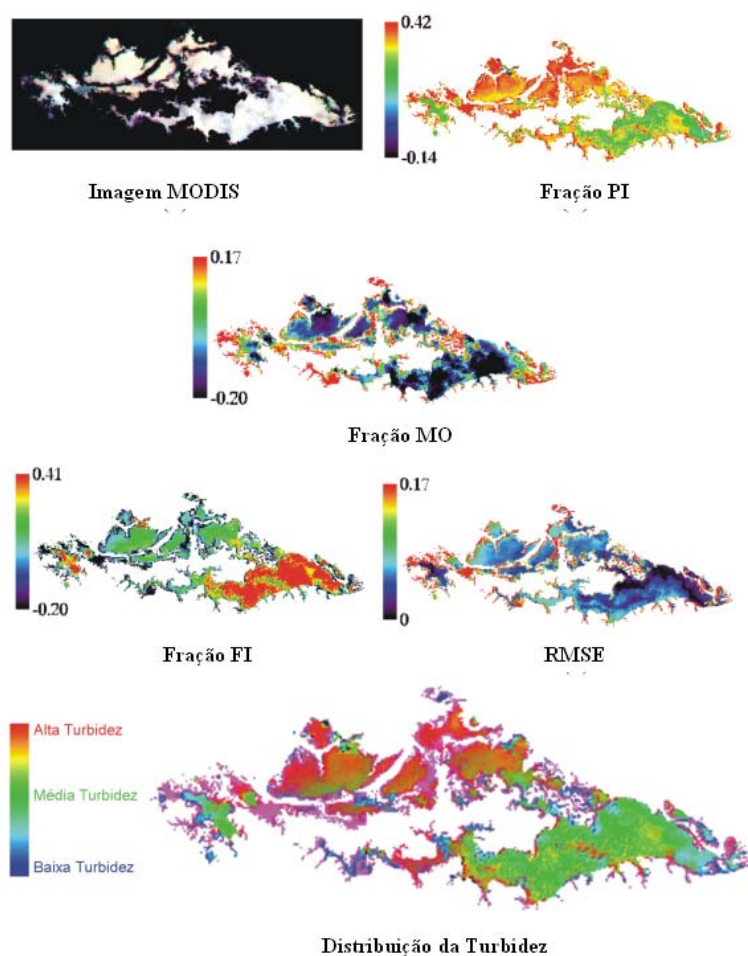 0.42
-0.14
Imagem MODIS
Fração PI
0.17
-0.20
Fração MO
0.41
-0.20
Fração FI
0.17
0
RMSE
Alta Turbidez
Média Turbidez
Baixa Turbidez
Distribuição da Turbidez